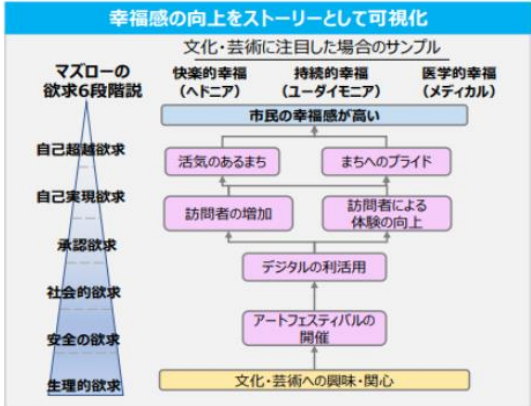 幸福感の向上をストーリーとして可視化
文化・芸術に注目した場合のサンプル
マズローの
欲求6段階説
快楽的幸福
(ヘドニア)
持続的幸福
(ユーダイモニア)
医学的幸福
(メディカル)
市民の幸福感が高い
自己超越欲求
活気のあるまち
まちへのプライド
自己実現欲求
訪問者の増加
訪問者による
体験の向上
承認欲求
デジタルの利活用
社会的欲求
アートフェスティバルの
開催
安全の欲求
生理的欲求
文化・芸術への興味・関心